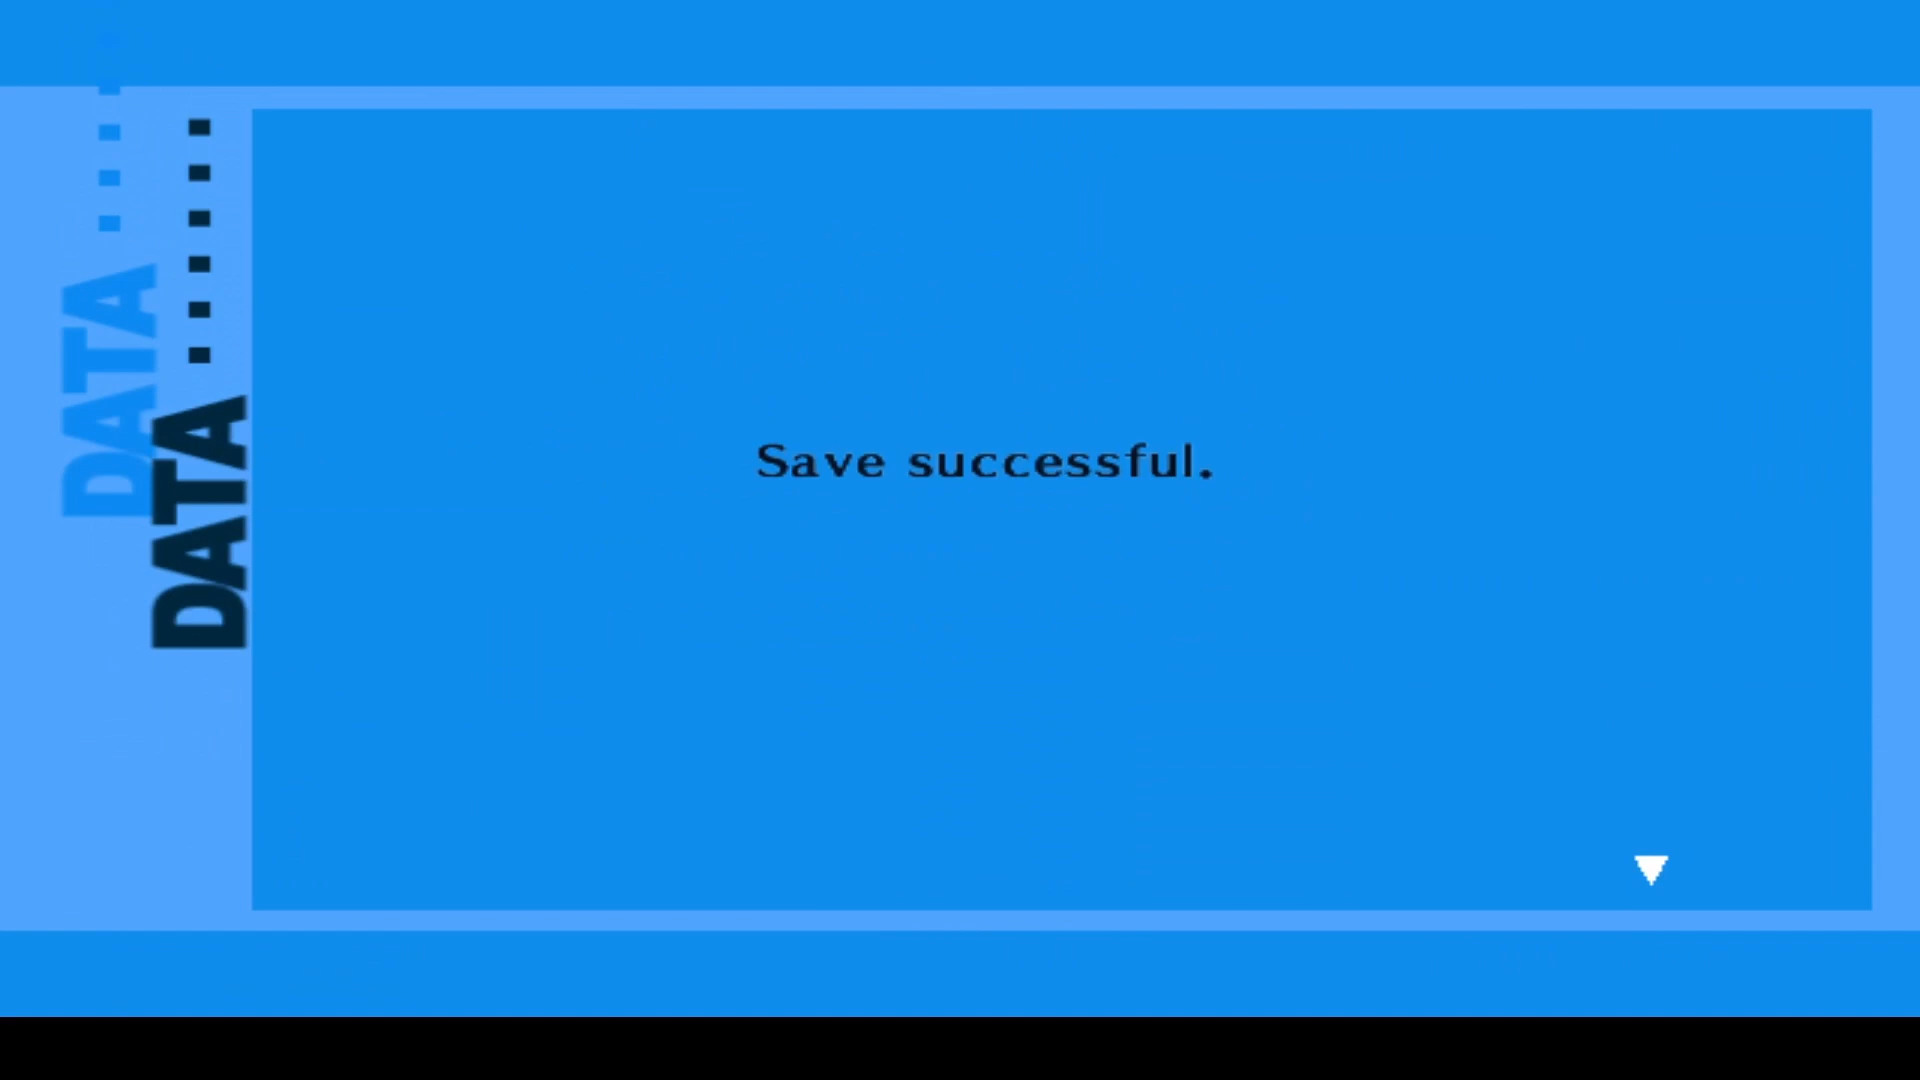 DATA ......
DATA ......
Save successful.